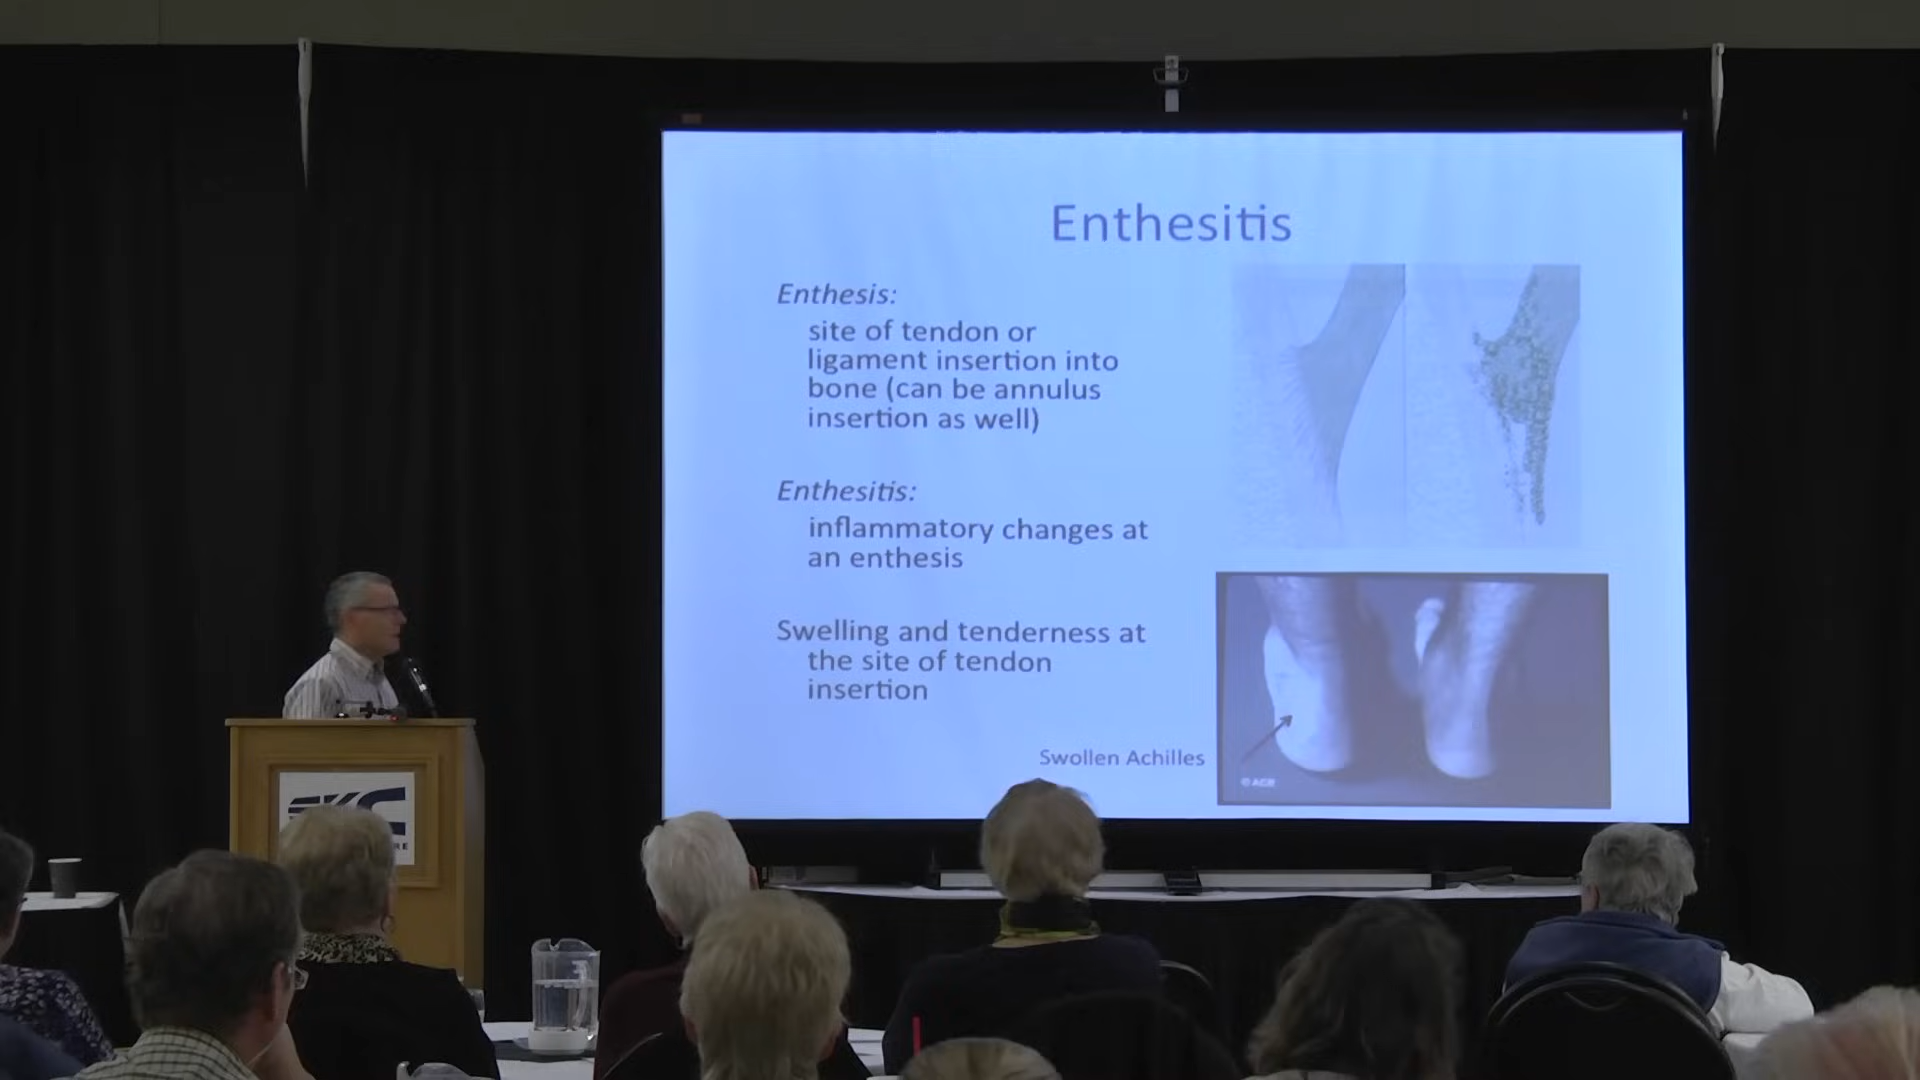 Enthesitis
Enthesis:
site of tendon or
ligament insertion into
bone (can be annulus
insertion as well)
Enthesitis:
inflammatory changes at
an enthesis
Swelling and tenderness at
the site of tendon
insertion
Swollen Achilles
© ACR